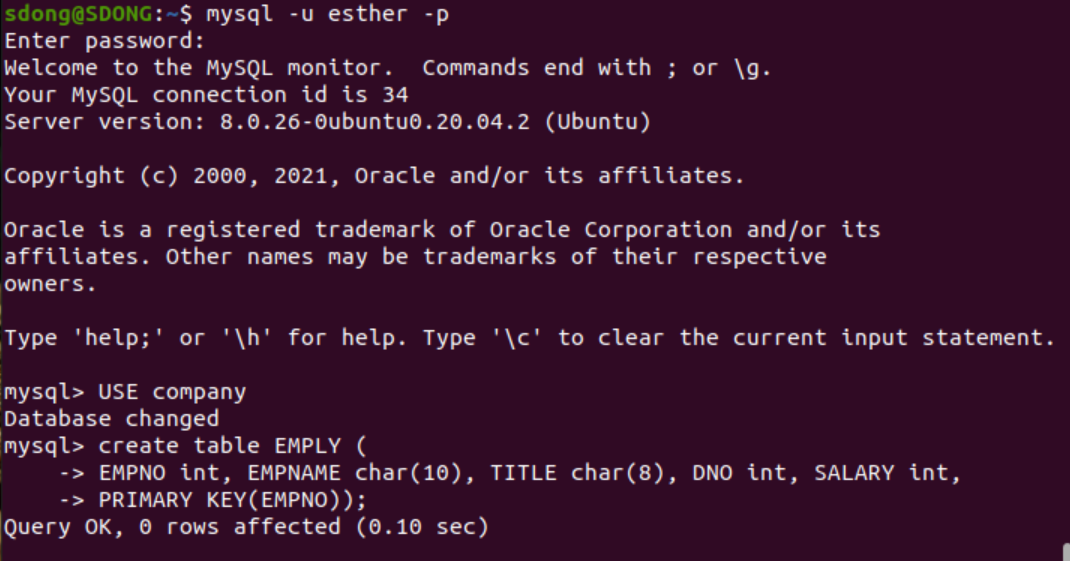 sdong@SDONG:~$ mysql -u esther -p
Enter password:
Welcome to the MySQL monitor.  Commands end with ; or \g.
Your MySQL connection id is 34
Server version: 8.0.26-0ubuntu0.20.04.2 (Ubuntu)
Copyright (c) 2000, 2021, Oracle and/or its affiliates.
Oracle is a registered trademark of Oracle Corporation and/or its
affiliates. Other names may be trademarks of their respective
owners.
Type 'help;' or '\h' for help. Type '\c' to clear the current input statement.
mysql> USE company
Database changed
mysql> create table EMPLY (
    -> EMPNO int, EMPNAME char(10), TITLE char(8), DNO int, SALARY int,
    -> PRIMARY KEY(EMPNO));
Query OK, 0 rows affected (0.10 sec)